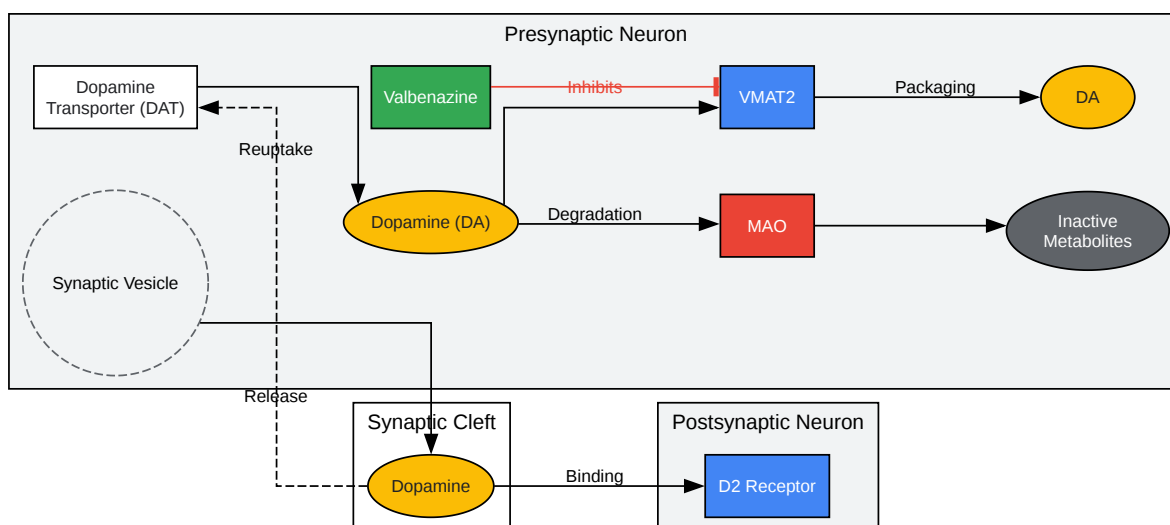 Presynaptic Neuron
Dopamine
Transporter (DAT)
Valbenazine
Inhibits
VMAT2
Packaging
DA
Reuptake
Dopamine (DA)
Degradation
MAO
Inactive
Metabolites
Synaptic Vesicle
Release
Synaptic Cleft
Postsynaptic Neuron
Dopamine
Binding
D2 Receptor